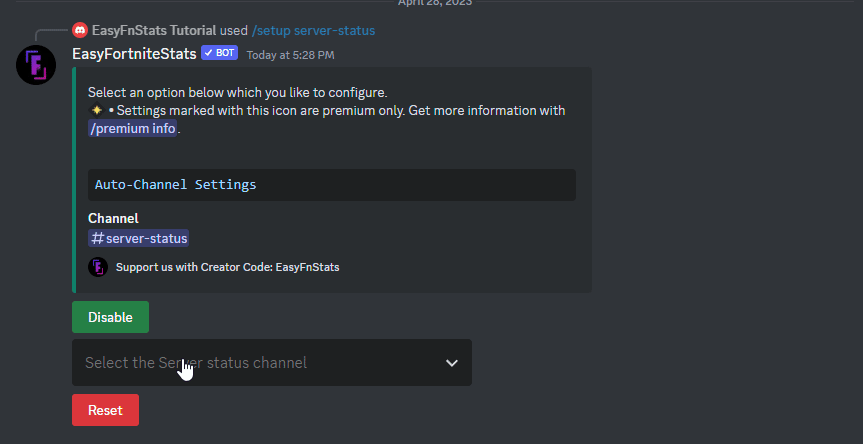 April 28, 2023
EasyFnStats Tutorial used /setup server-status
EasyFortniteStats ✓ BOT Today at 5:28 PM
Select an option below which you like to configure.
• Settings marked with this icon are premium only. Get more information with
/premium info.
Auto-Channel Settings
Channel
#server-status
Support us with Creator Code: EasyFnStats
Disable
Select the Server status channel
Reset